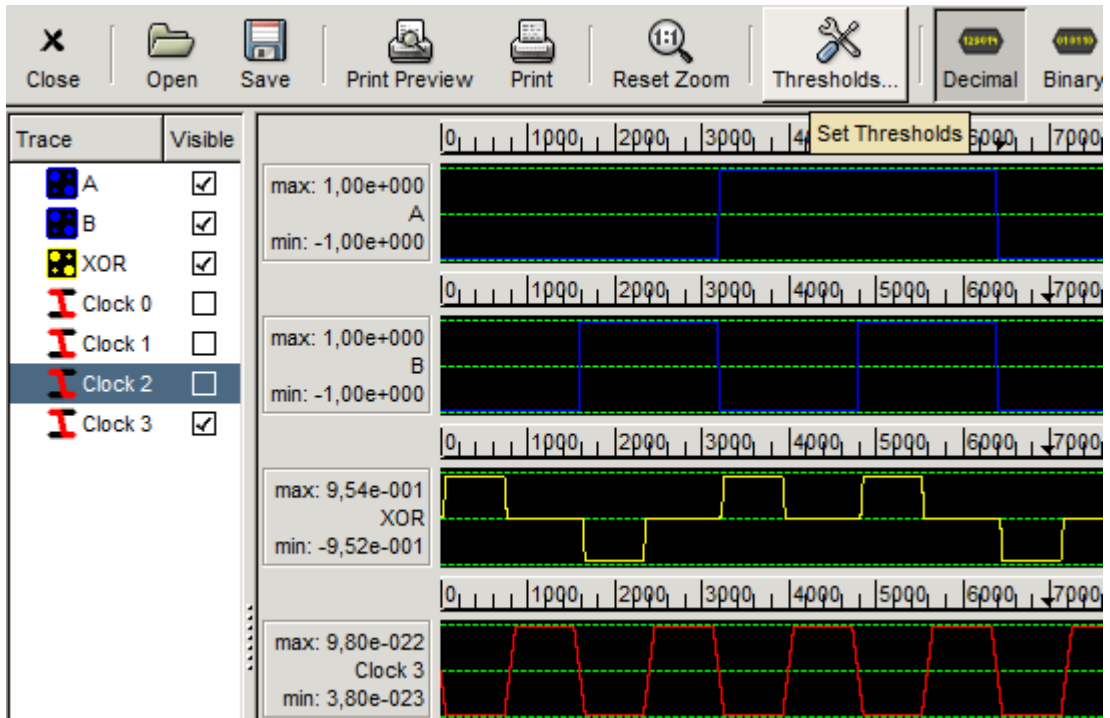 Close Open Save Print Preview Print Reset Zoom Thresholds... Decimal Binary
Set Thresholds
Trace Visible
A
B
XOR
Clock 0
Clock 1
Clock 2
Clock 3
0 1000 2000 3000 6000 7000
max: 1,00e+000
A
min: -1,00e+000
0 1000 2000 3000 4000 5000 6000 7000
max: 1,00e+000
B
min: -1,00e+000
0 1000 2000 3000 4000 5000 6000 7000
max: 9,54e-001
XOR
min: -9,52e-001
0 1000 2000 3000 4000 5000 6000 7000
max: 9,80e-022
Clock 3
min: 3,80e-023